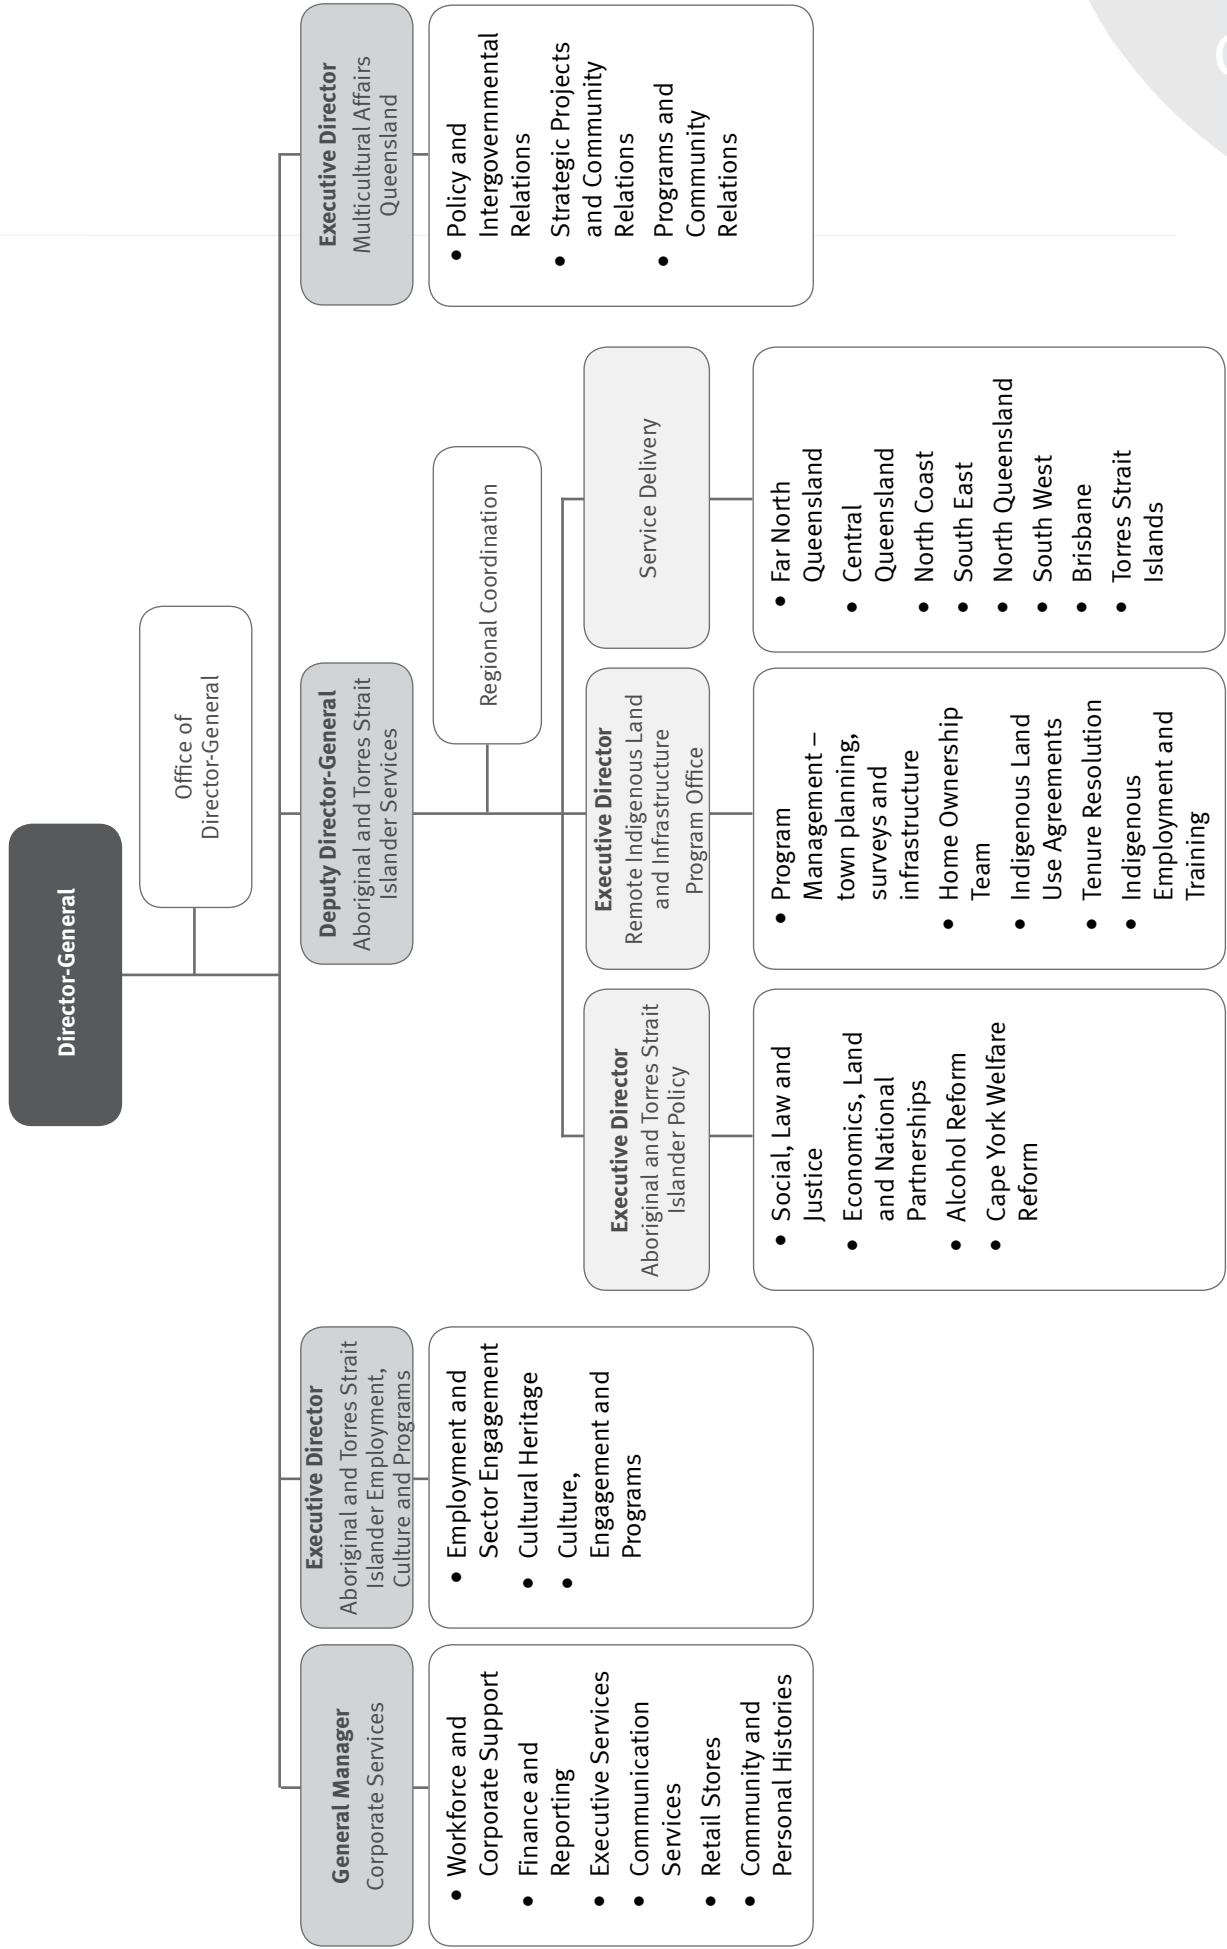 Director-General
Office of
Director-General
General Manager
Corporate Services
• Workforce and
Corporate Support
• Finance and
Reporting
• Executive Services
• Communication
Services
• Retail Stores
• Community and
Personal Histories
Executive Director
Aboriginal and Torres Strait
Islander Employment,
Culture and Programs
• Employment and
Sector Engagement
• Cultural Heritage
• Culture,
Engagement and
Programs
Deputy Director-General
Aboriginal and Torres Strait
Islander Services
Regional Coordination
Executive Director
Aboriginal and Torres Strait
Islander Policy
• Social, Law and
Justice
• Economics, Land
and National
Partnerships
• Alcohol Reform
• Cape York Welfare
Reform
Executive Director
Remote Indigenous Land
and Infrastructure
Program Office
• Program
Management –
town planning,
surveys and
infrastructure
• Home Ownership
Team
• Indigenous Land
Use Agreements
• Tenure Resolution
• Indigenous
Employment and
Training
Service Delivery
• Far North
Queensland
• Central
Queensland
• North Coast
• South East
• North Queensland
• South West
• Brisbane
• Torres Strait
Islands
Executive Director
Multicultural Affairs
Queensland
• Policy and
Intergovernmental
Relations
• Strategic Projects
and Community
Relations
• Programs and
Community
Relations